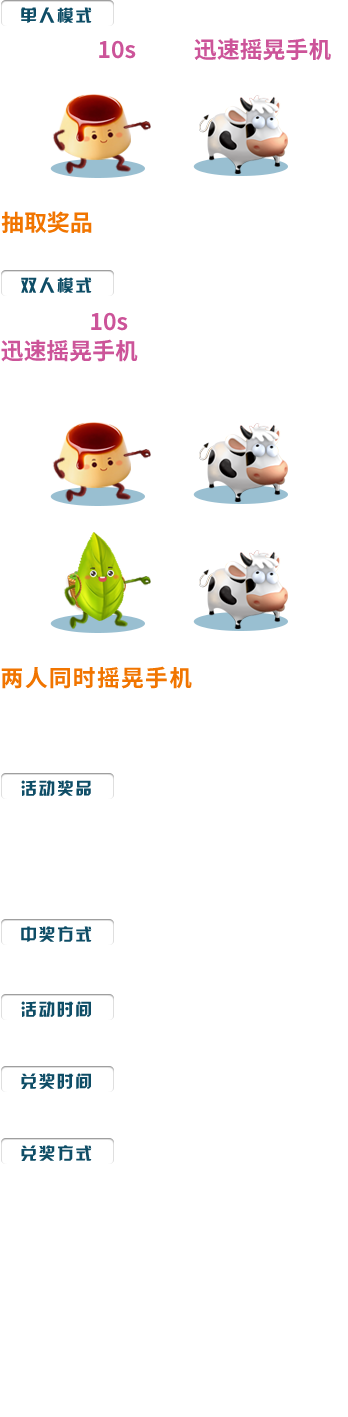 单人模式
10s 迅速摇晃手机
抽取奖品
双人模式
10s
迅速摇晃手机
两人同时摇晃手机
活动奖品
中奖方式
活动时间
兑奖时间
兑奖方式